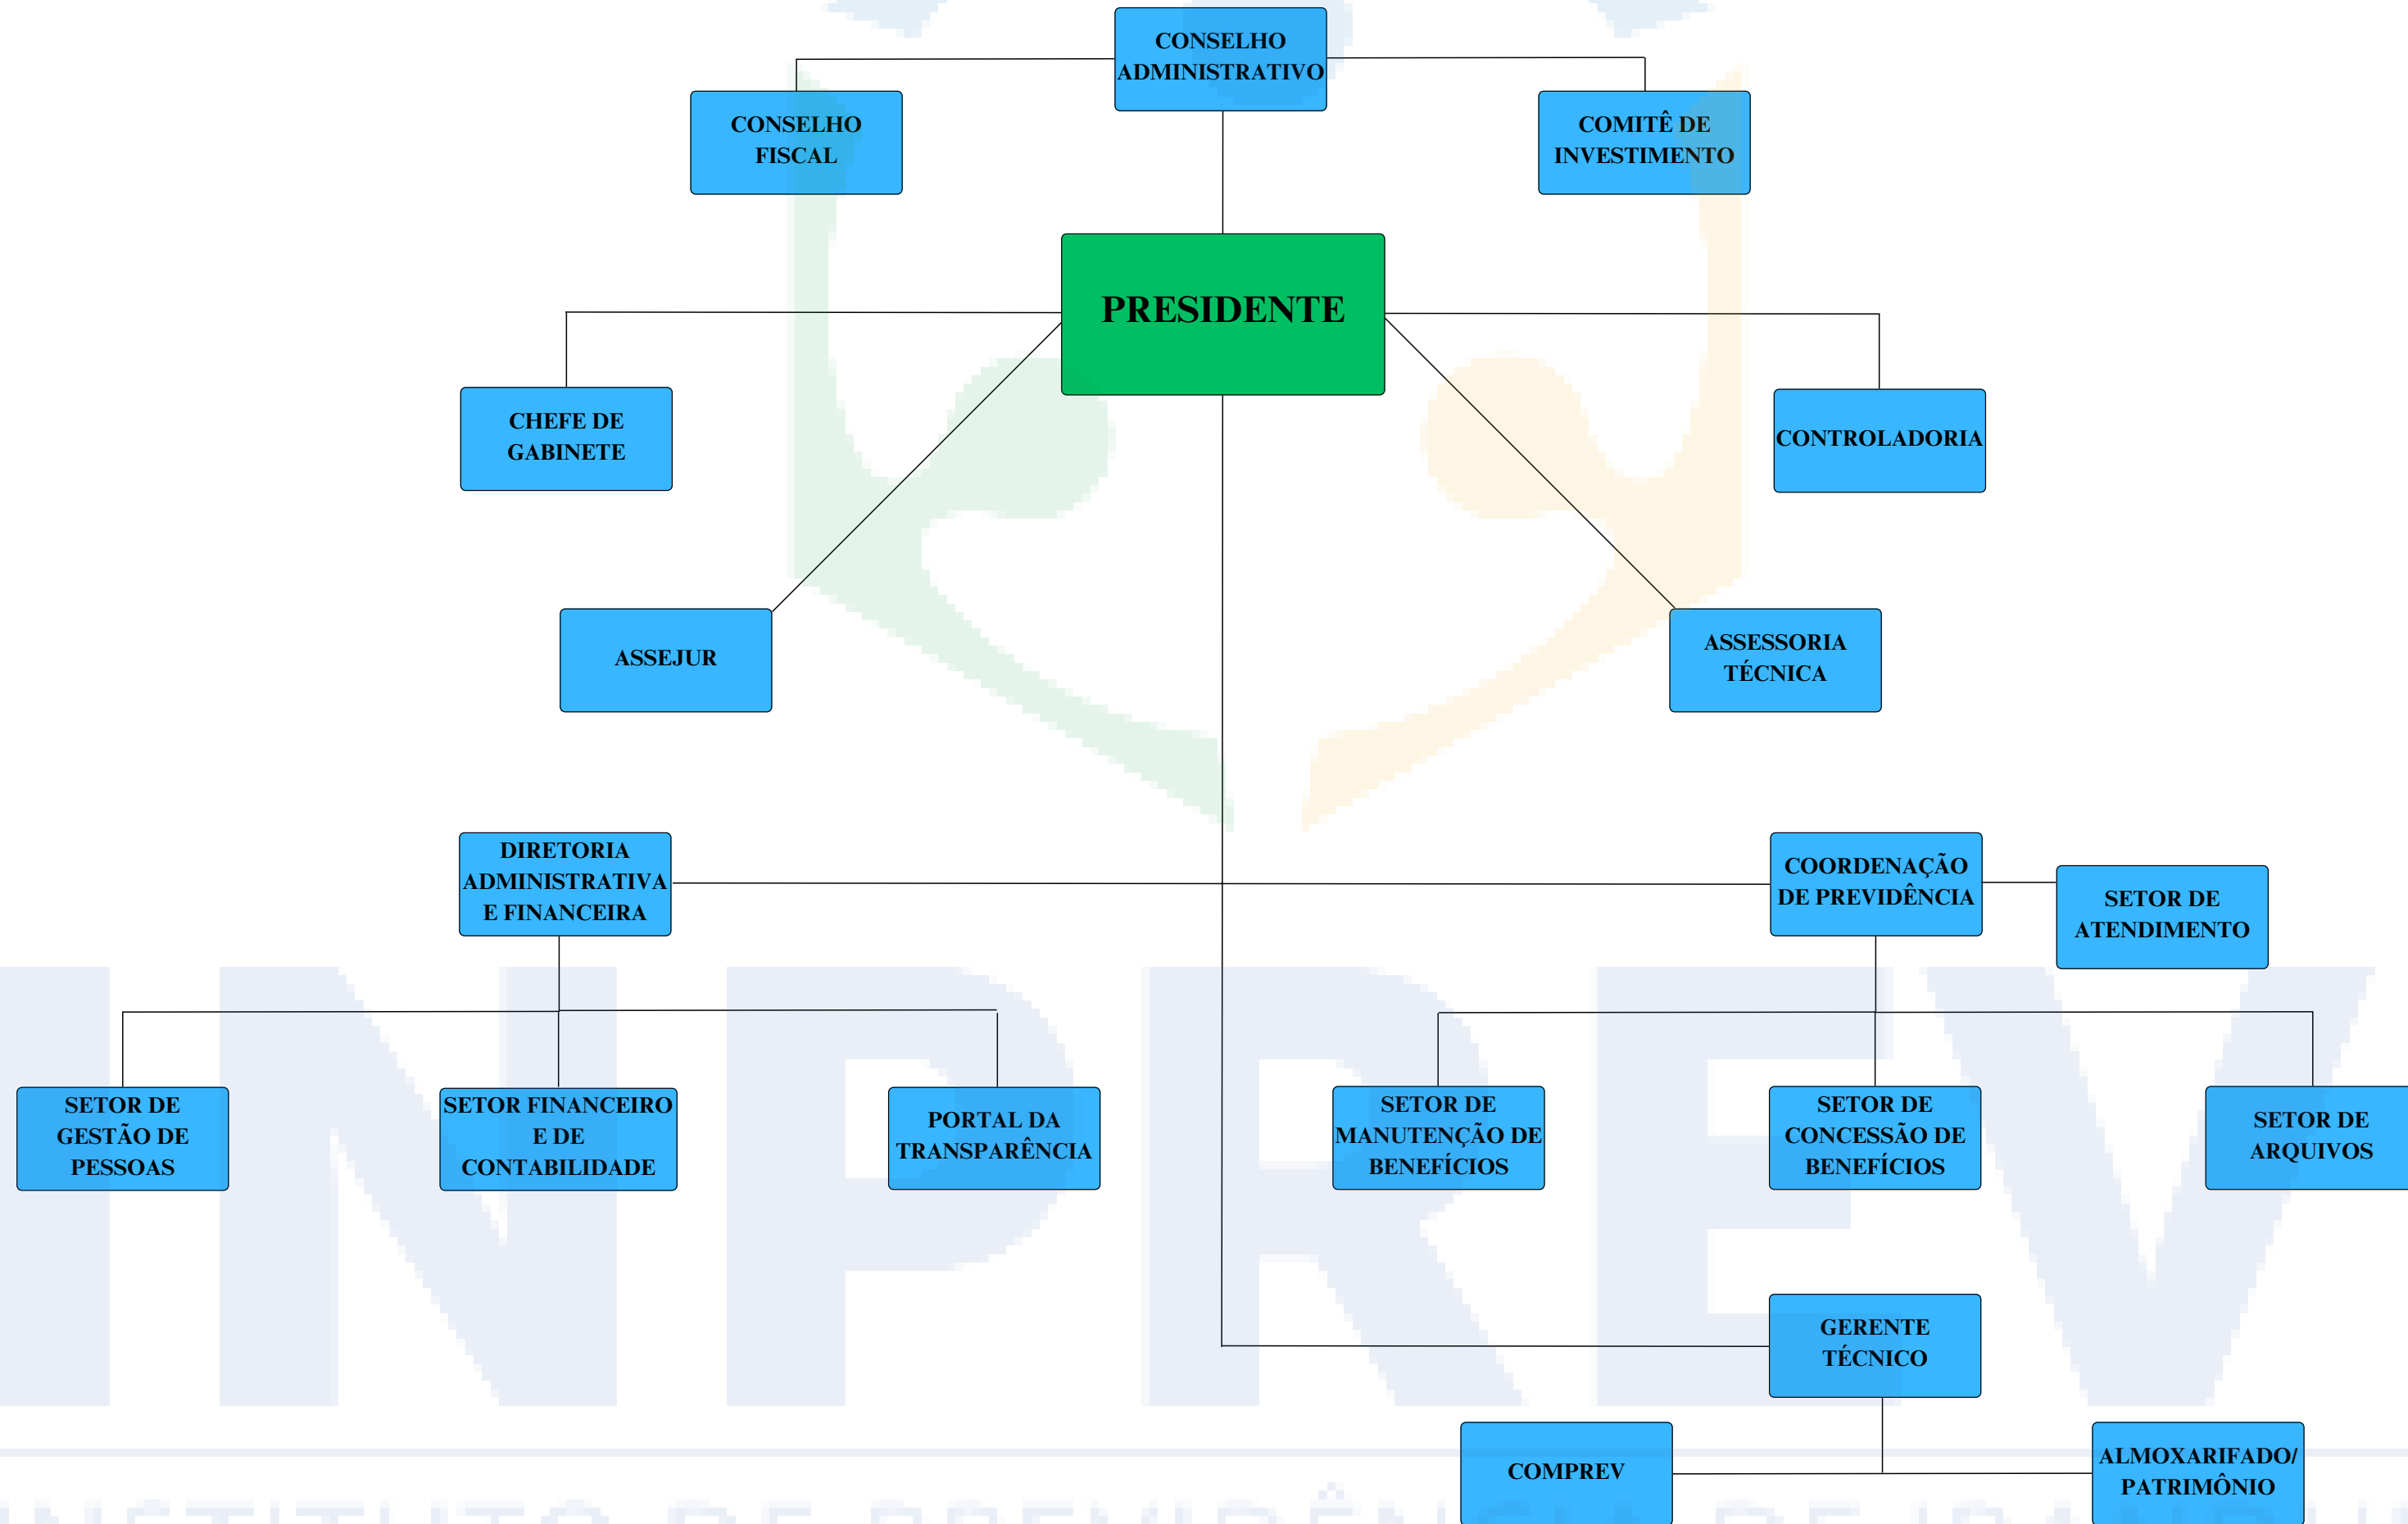 CONSELHO
ADMINISTRATIVO
CONSELHO
FISCAL
COMITÊ DE
INVESTIMENTO
PRESIDENTE
CHEFE DE
GABINETE
CONTROLADORIA
ASSEJUR
ASSESSORIA
TÉCNICA
DIRETORIA
ADMINISTRATIVA
E FINANCEIRA
COORDENAÇÃO
DE PREVIDÊNCIA
SETOR DE
ATENDIMENTO
SETOR DE
GESTÃO DE
PESSOAS
SETOR FINANCEIRO
E DE
CONTABILIDADE
PORTAL DA
TRANSPARÊNCIA
SETOR DE
MANUTENÇÃO DE
BENEFÍCIOS
SETOR DE
CONCESSÃO DE
BENEFÍCIOS
SETOR DE
ARQUIVOS
GERENTE
TÉCNICO
COMPREV
ALMOXARIFADO/
PATRIMÔNIO
INPREV